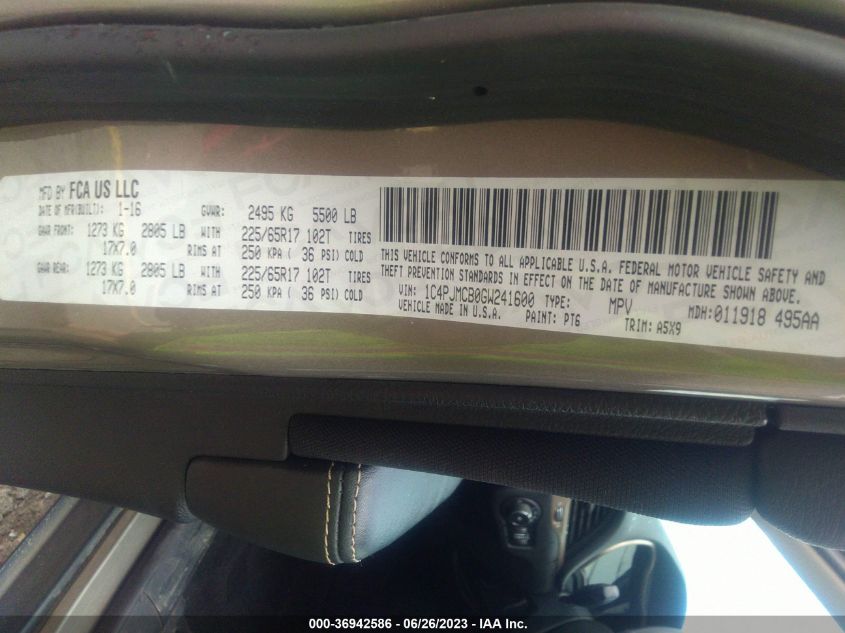 MFD BY FCA US LLC
DATE OF MFR(BUILT): 1-16 GVWR: 2495 KG 5500 LB
GAWR FRONT: 1273 KG 2805 LB WITH 225/65R17 102T TIRES
17X7.0 RIMS AT 250 KPA ( 36 PSI) COLD
GAWR REAR: 1273 KG 2805 LB WITH 225/65R17 102T TIRES
17X7.0 RIMS AT 250 KPA ( 36 PSI) COLD
THIS VEHICLE CONFORMS TO ALL APPLICABLE U.S.A. FEDERAL MOTOR VEHICLE SAFETY AND
THEFT PREVENTION STANDARDS IN EFFECT ON THE DATE OF MANUFACTURE SHOWN ABOVE.
VIN: 1C4PJMCB0GW241600 TYPE: MPV MDH:011918 495AA
VEHICLE MADE IN U.S.A. PAINT: PT6 TRIM: A5X9
000-36942586 - 06/26/2023 - IAA Inc.